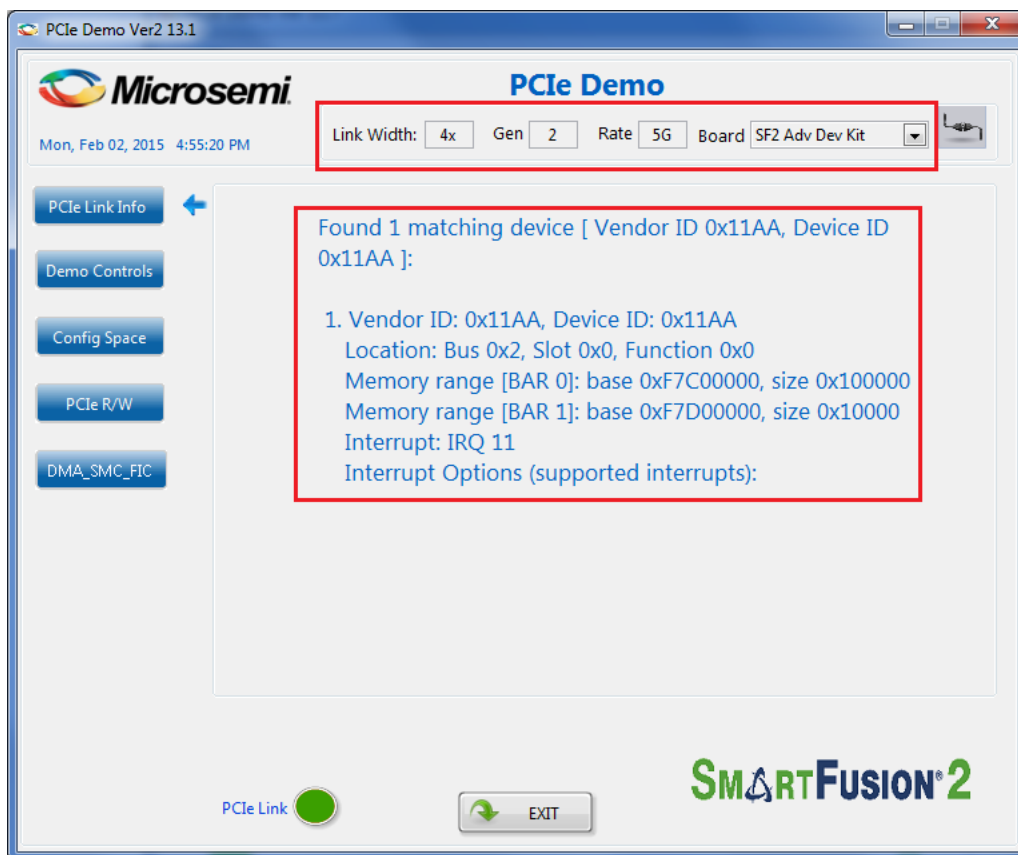 PCIe Demo Ver2 13.1
Microsemi.
PCIe Demo
Link Width: 4x Gen 2 Rate 5G Board SF2 Adv Dev Kit
Mon, Feb 02, 2015 4:55:20 PM
PCIe Link Info
Demo Controls
Config Space
PCIe R/W
DMA_SMC_FIC
Found 1 matching device [ Vendor ID 0x11AA, Device ID
0x11AA ]:
1. Vendor ID: 0x11AA, Device ID: 0x11AA
Location: Bus 0x2, Slot 0x0, Function 0x0
Memory range [BAR 0]: base 0xF7C00000, size 0x100000
Memory range [BAR 1]: base 0xF7D00000, size 0x10000
Interrupt: IRQ 11
Interrupt Options (supported interrupts):
SMARTFUSION®2
PCIe Link
EXIT